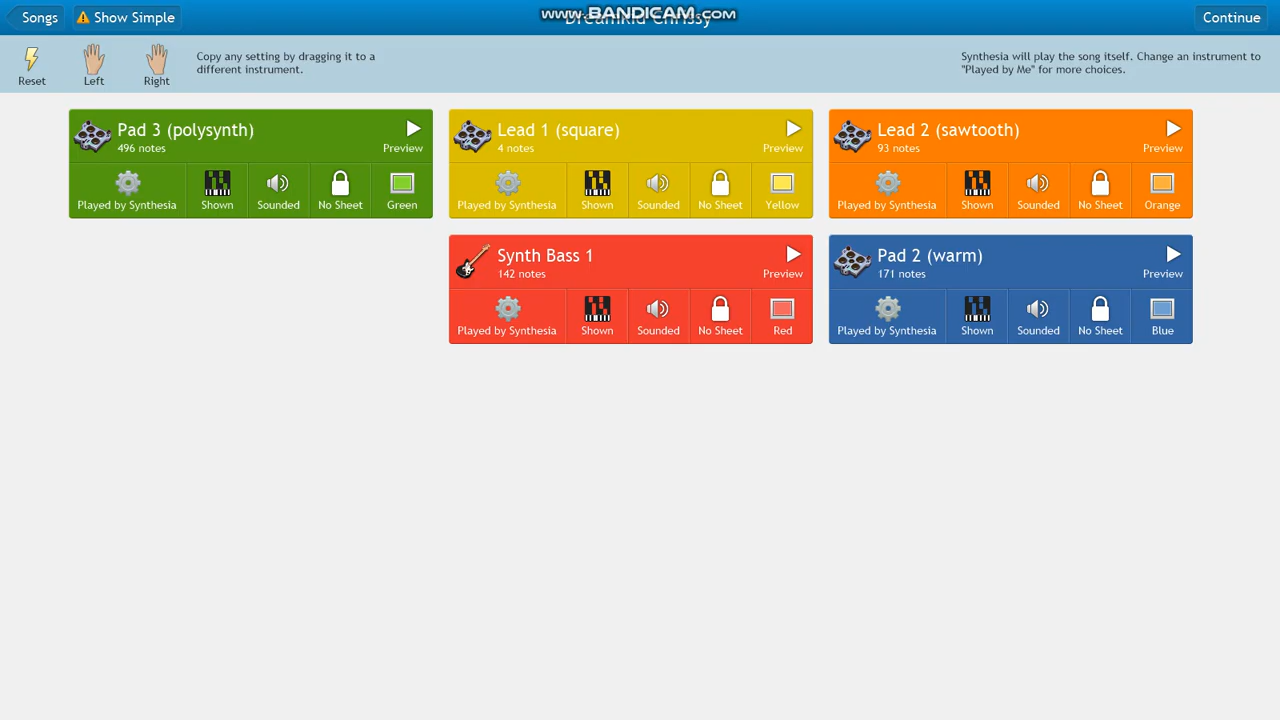 Songs
Show Simple
www.BANDICAM.com
Continue
Reset
Left
Right
Copy any setting by dragging it to a
different instrument.
Synthesia will play the song itself. Change an instrument to
"Played by Me" for more choices.
Pad 3 (polysynth)
496 notes
Preview
Played by Synthesia
Shown
Sounded
No Sheet
Green
Lead 1 (square)
4 notes
Preview
Played by Synthesia
Shown
Sounded
No Sheet
Yellow
Lead 2 (sawtooth)
93 notes
Preview
Played by Synthesia
Shown
Sounded
No Sheet
Orange
Synth Bass 1
142 notes
Preview
Played by Synthesia
Shown
Sounded
No Sheet
Red
Pad 2 (warm)
171 notes
Preview
Played by Synthesia
Shown
Sounded
No Sheet
Blue